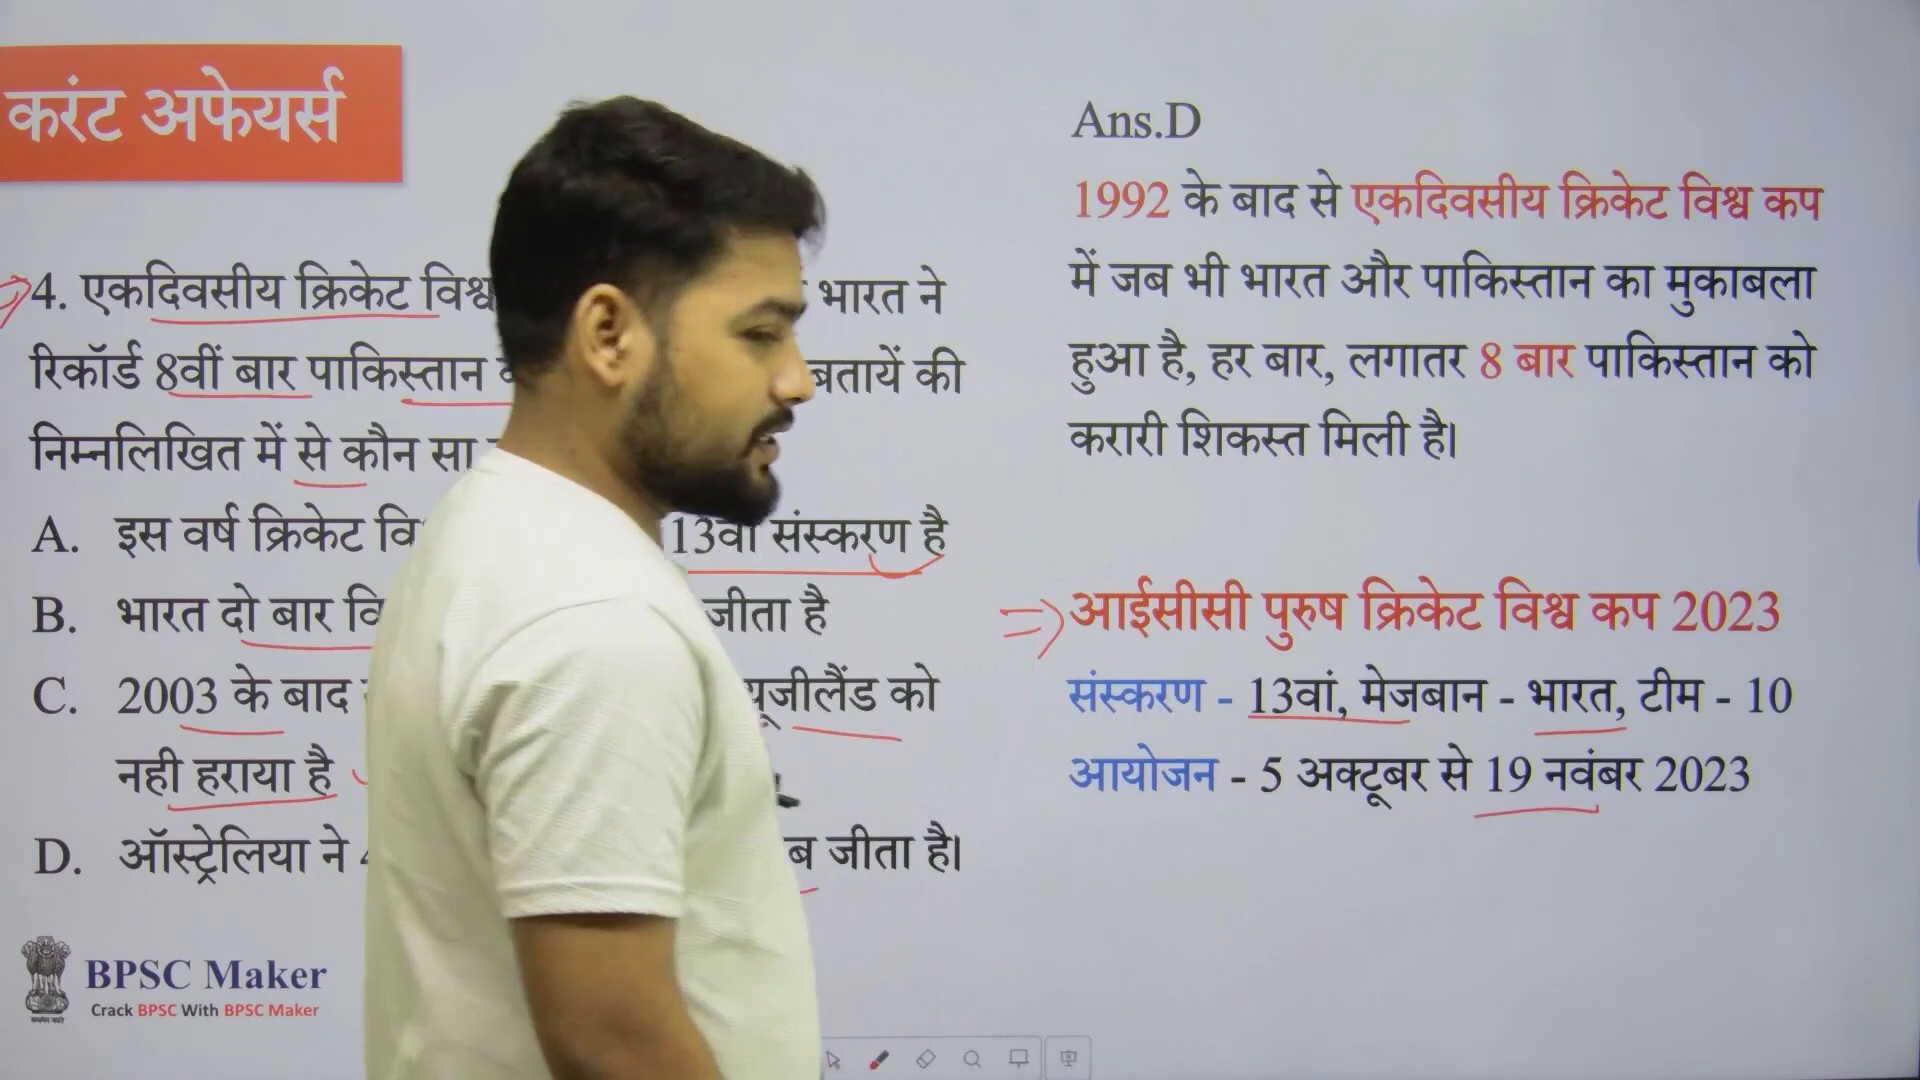 करंट अफेयर्स
4. एकदिवसीय क्रिकेट विश्व भारत ने
रिकॉर्ड 8वीं बार पाकिस्तान बतायें की
निम्नलिखित में से कौन सा
A. इस वर्ष क्रिकेट 13वां संस्करण है
B. भारत दो बार जीता है
C. 2003 के बाद न्यूजीलैंड को
नही हराया है
D. ऑस्ट्रेलिया ने जीता है।
Ans.D
1992 के बाद से एकदिवसीय क्रिकेट विश्व कप
में जब भी भारत और पाकिस्तान का मुकाबला
हुआ है, हर बार, लगातर 8 बार पाकिस्तान को
करारी शिकस्त मिली है।
आईसीसी पुरुष क्रिकेट विश्व कप 2023
संस्करण - 13वां, मेजबान - भारत, टीम - 10
आयोजन - 5 अक्टूबर से 19 नवंबर 2023
BPSC Maker
Crack BPSC With BPSC Maker